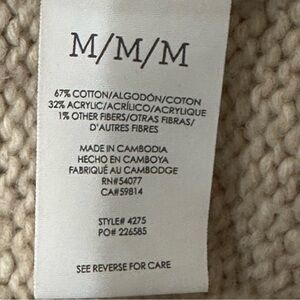 M/M/M
67% COTTON/ALGODÓN/COTON
32% ACRYLIC/ACRÍLICO/ACRYLIQUE
1% OTHER FIBERS/OTRAS FIBRAS/
D'AUTRES FIBRES
MADE IN CAMBODIA
HECHO EN CAMBOYA
FABRIQUÉ AU CAMBODGE
RN#54077
CA#59814
STYLE# 4275
PO# 226585
SEE REVERSE FOR CARE